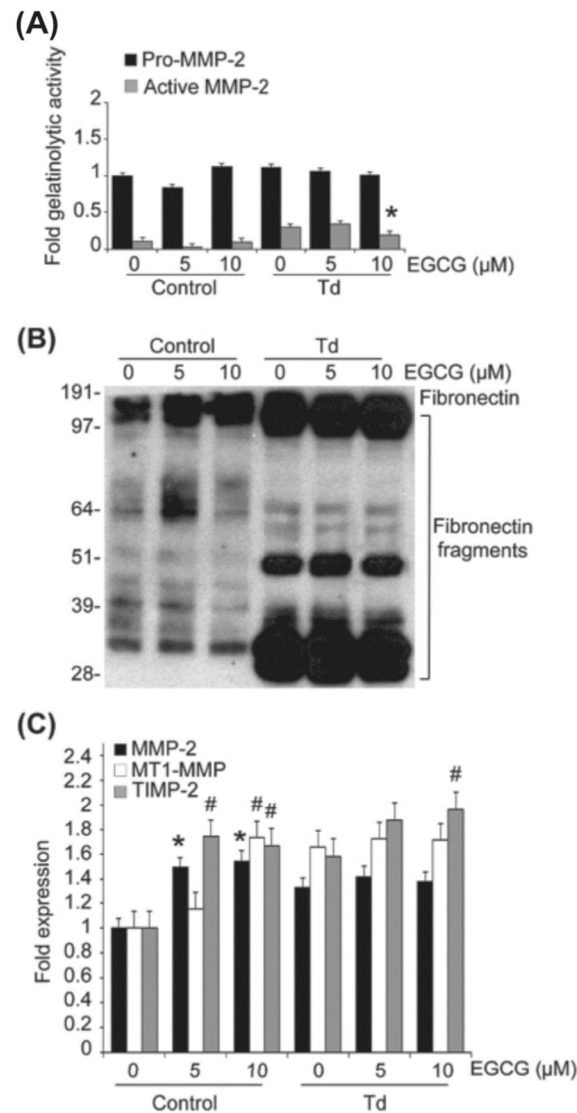 (A)
Pro-MMP-2
Active MMP-2
Fold gelatinolytic activity
2
1.5
1
0.5
0
*
0 5 10 0 5 10 EGCG (µM)
Control Td
(B)
Control Td
0 5 10 0 5 10 EGCG (µM)
191- Fibronectin
97-
64-
51-
39-
28-
Fibronectin
fragments
(C)
MMP-2
MT1-MMP
TIMP-2
Fold expression
2.4
2.2
2
1.8
1.6
1.4
1.2
1
0.8
0.6
0.4
0.2
0
* # * # # #
0 5 10 0 5 10 EGCG (µM)
Control Td